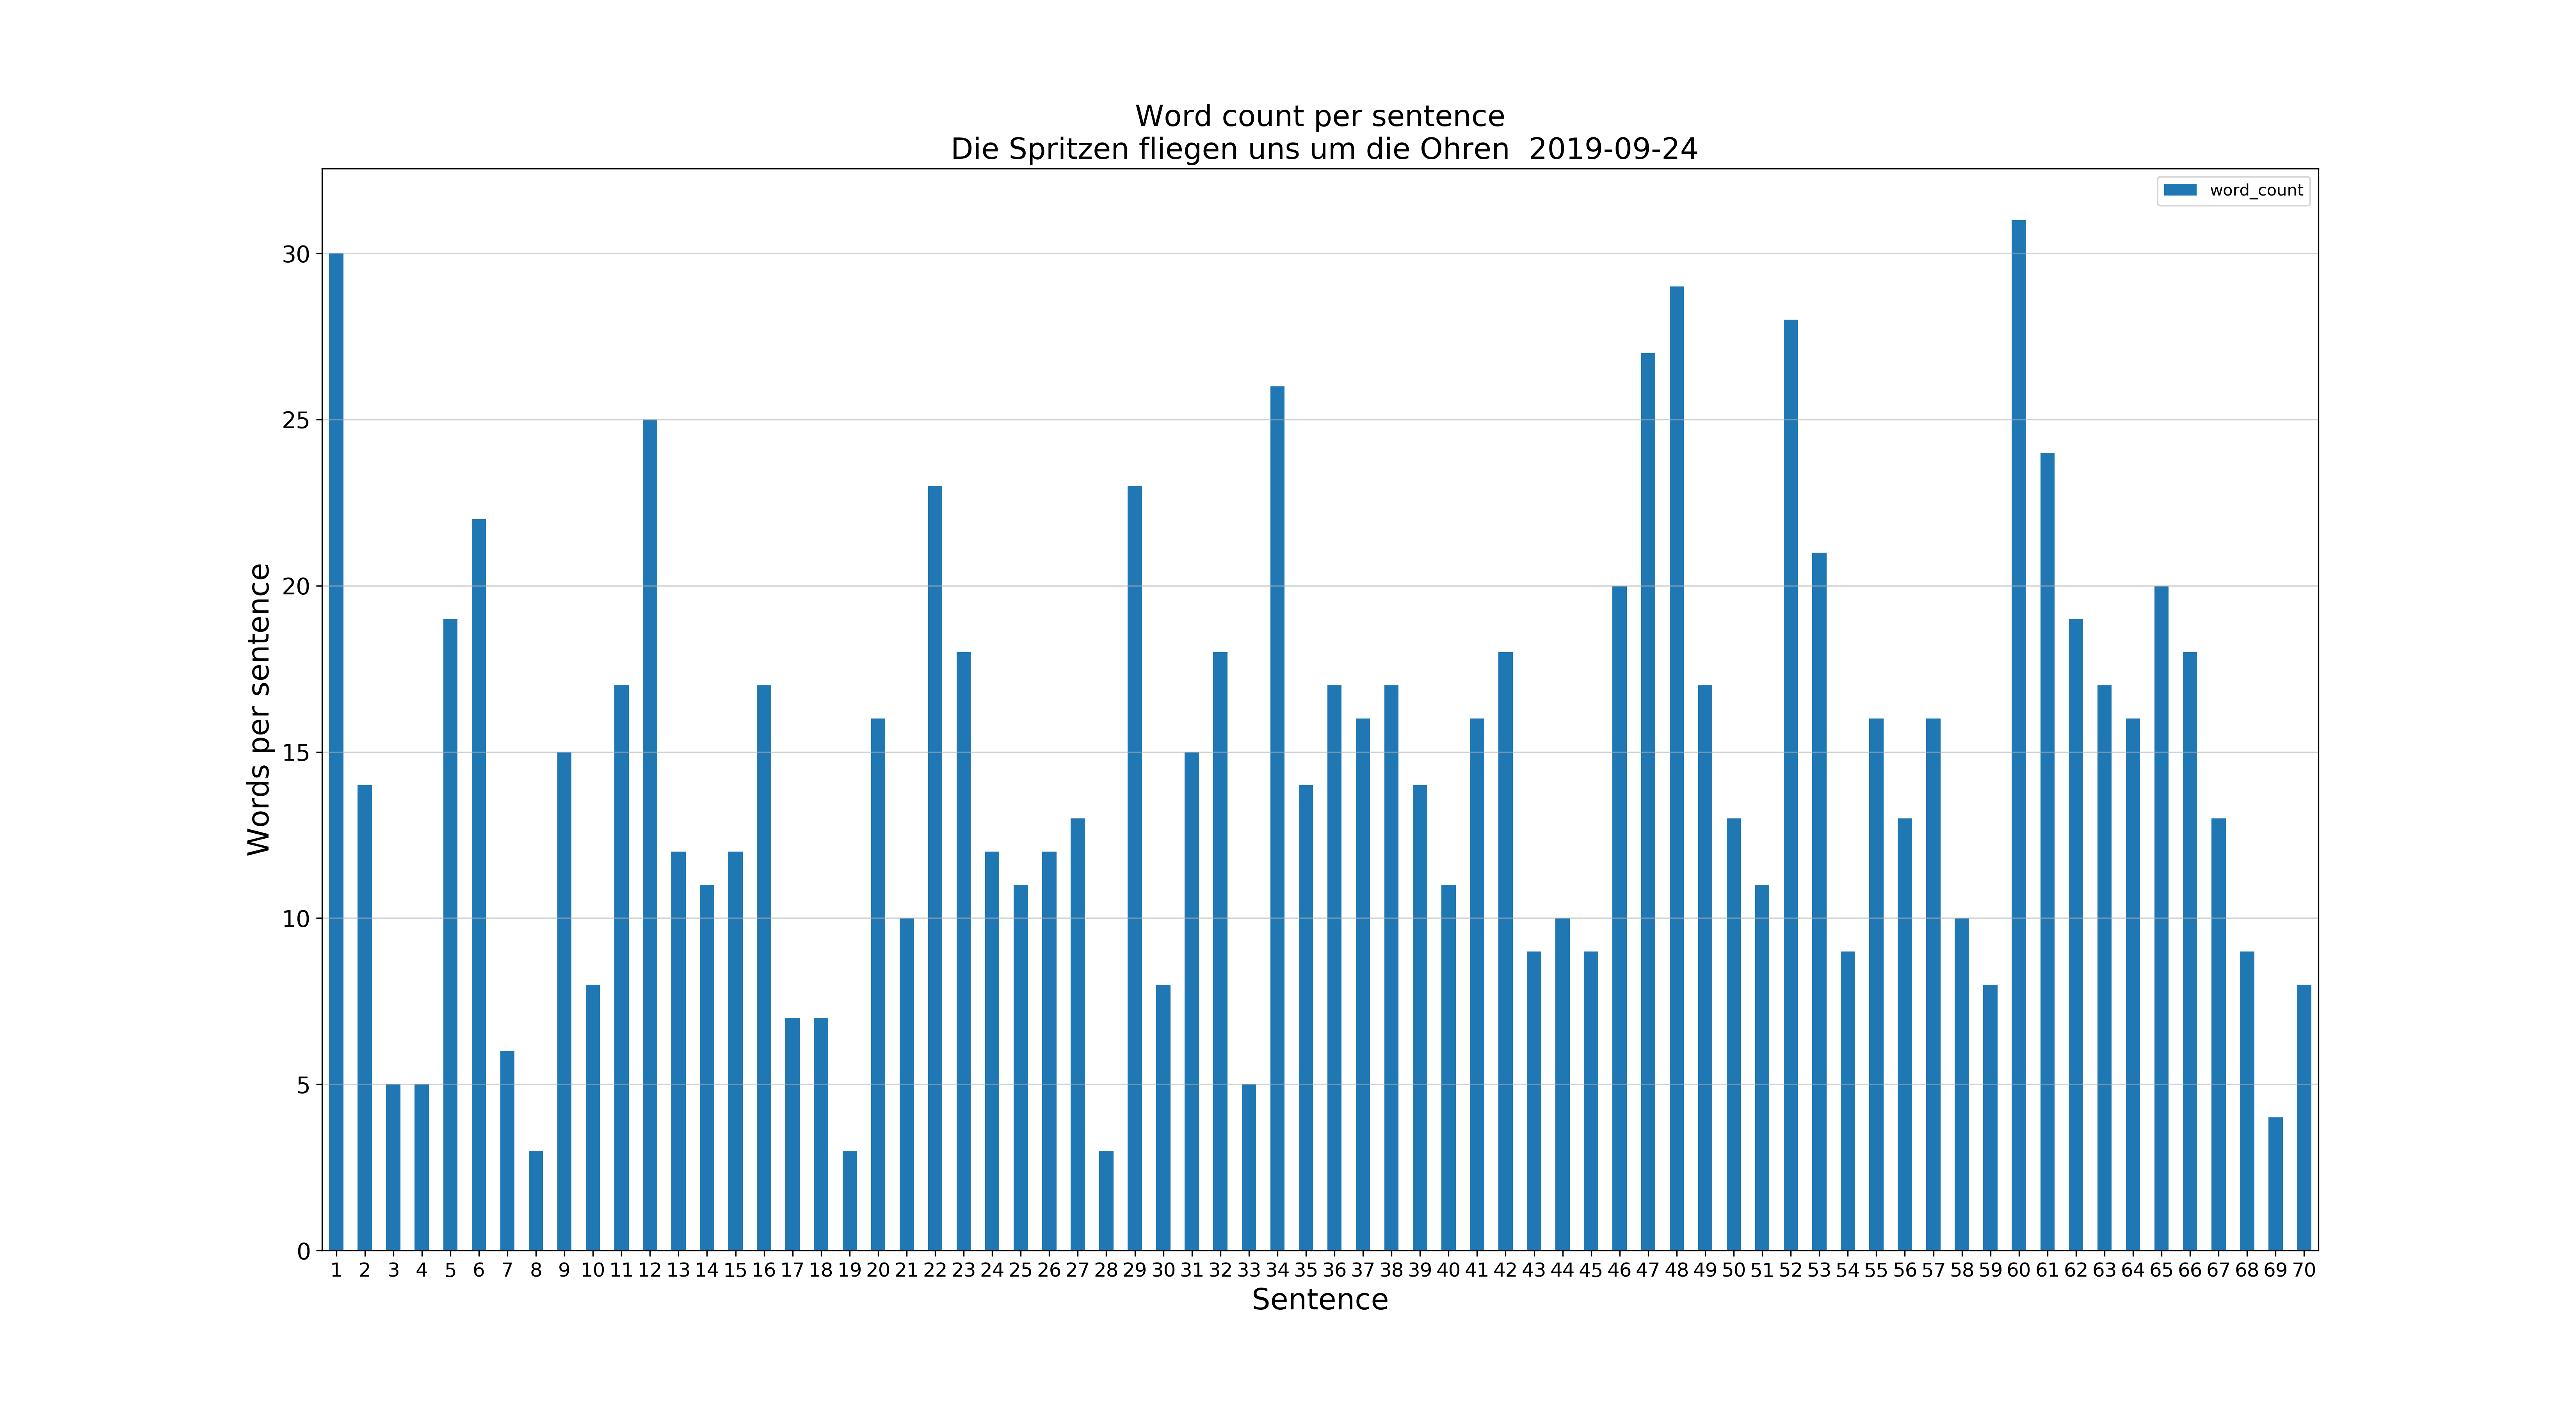 Word count per sentence
Die Spritzen fliegen uns um die Ohren  2019-09-24
word_count
30
25
20
15
10
5
0
Words per sentence
1 2 3 4 5 6 7 8 9 10 11 12 13 14 15 16 17 18 19 20 21 22 23 24 25 26 27 28 29 30 31 32 33 34 35 36 37 38 39 40 41 42 43 44 45 46 47 48 49 50 51 52 53 54 55 56 57 58 59 60 61 62 63 64 65 66 67 68 69 70
Sentence